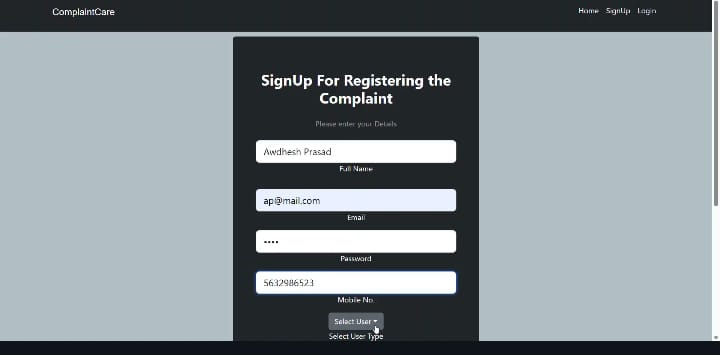 ComplaintCare
Home SignUp Login
SignUp For Registering the
Complaint
Please enter your Details
Awdhesh Prasad
Full Name
ap@mail.com
Email
••••
Password
5632986523
Mobile No.
Select User
Select User Type